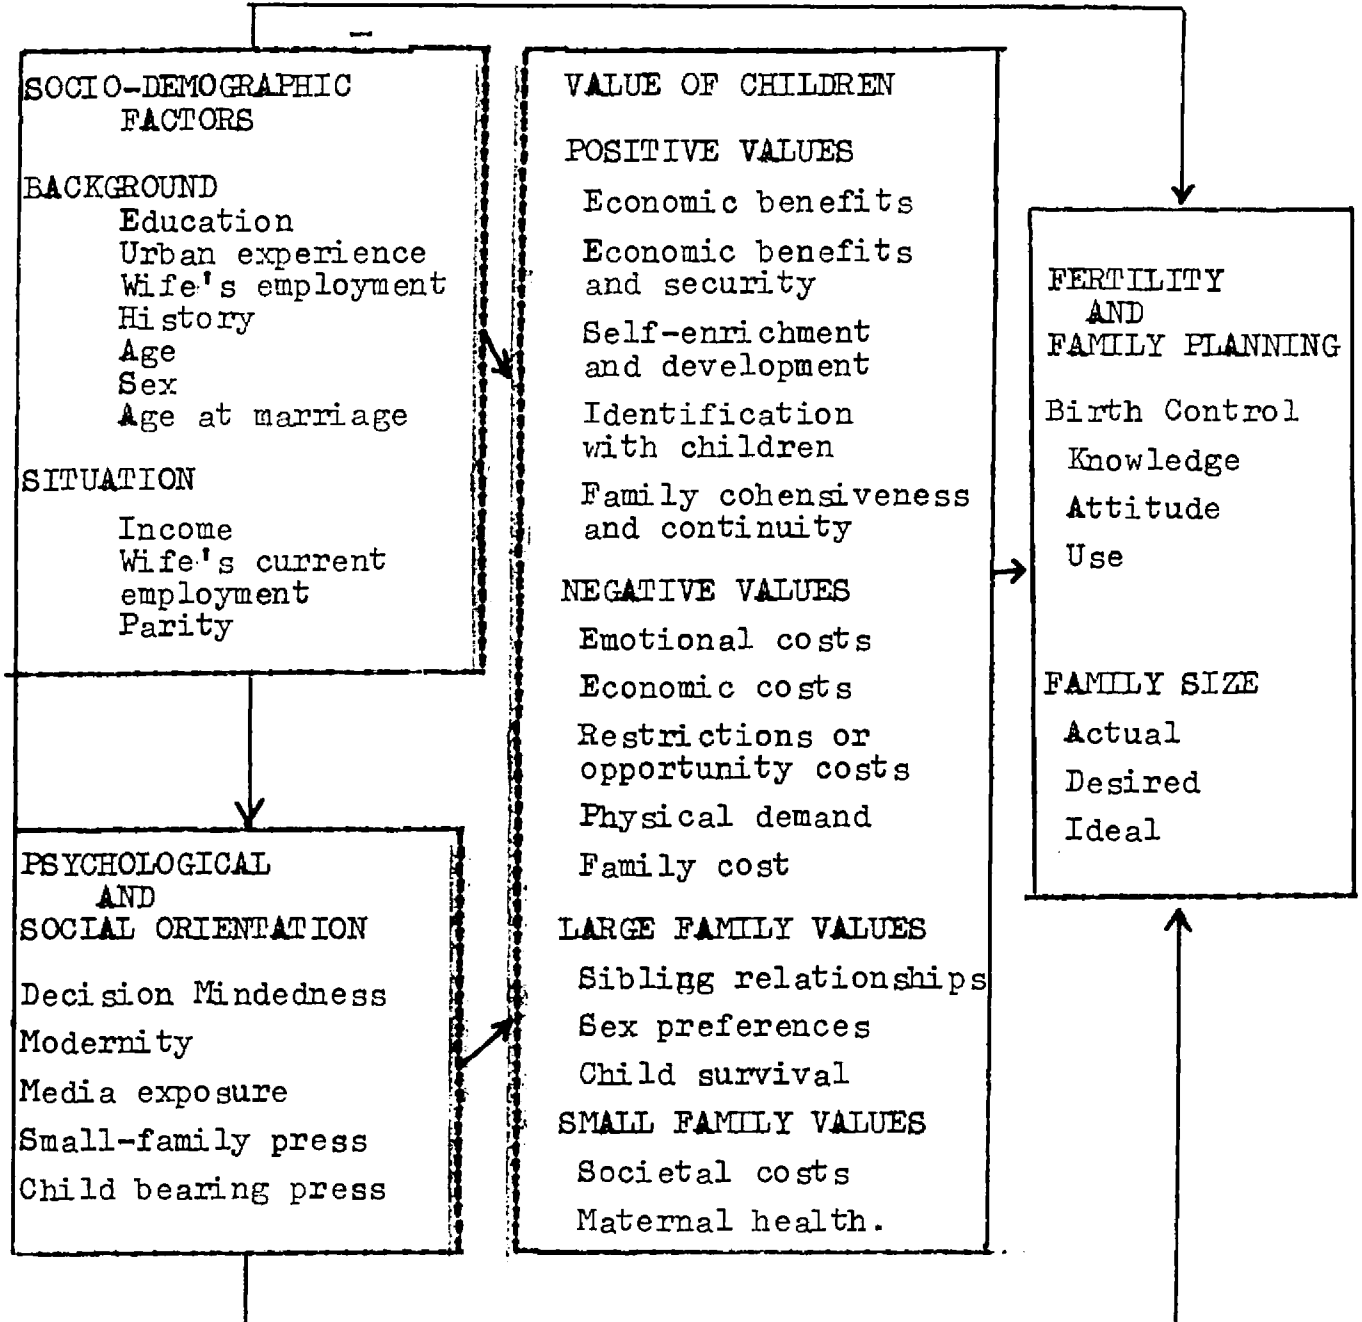 SOCIO-DEMOGRAPHIC
FACTORS
BACKGROUND
Education
Urban experience
Wife's employment
History
Age
Sex
Age at marriage
SITUATION
Income
Wife's current
employment
Parity
PSYCHOLOGICAL
AND
SOCIAL ORIENTATION
Decision Mindedness
Modernity
Media exposure
Small-family press
Child bearing press
VALUE OF CHILDREN
POSITIVE VALUES
Economic benefits
Economic benefits
and security
Self-enrichment
and development
Identification
with children
Family cohensiveness
and continuity
NEGATIVE VALUES
Emotional costs
Economic costs
Restrictions or
opportunity costs
Physical demand
Family cost
LARGE FAMILY VALUES
Sibling relationships
Sex preferences
Child survival
SMALL FAMILY VALUES
Societal costs
Maternal health.
FERTILITY
AND
FAMILY PLANNING
Birth Control
Knowledge
Attitude
Use
FAMILY SIZE
Actual
Desired
Ideal